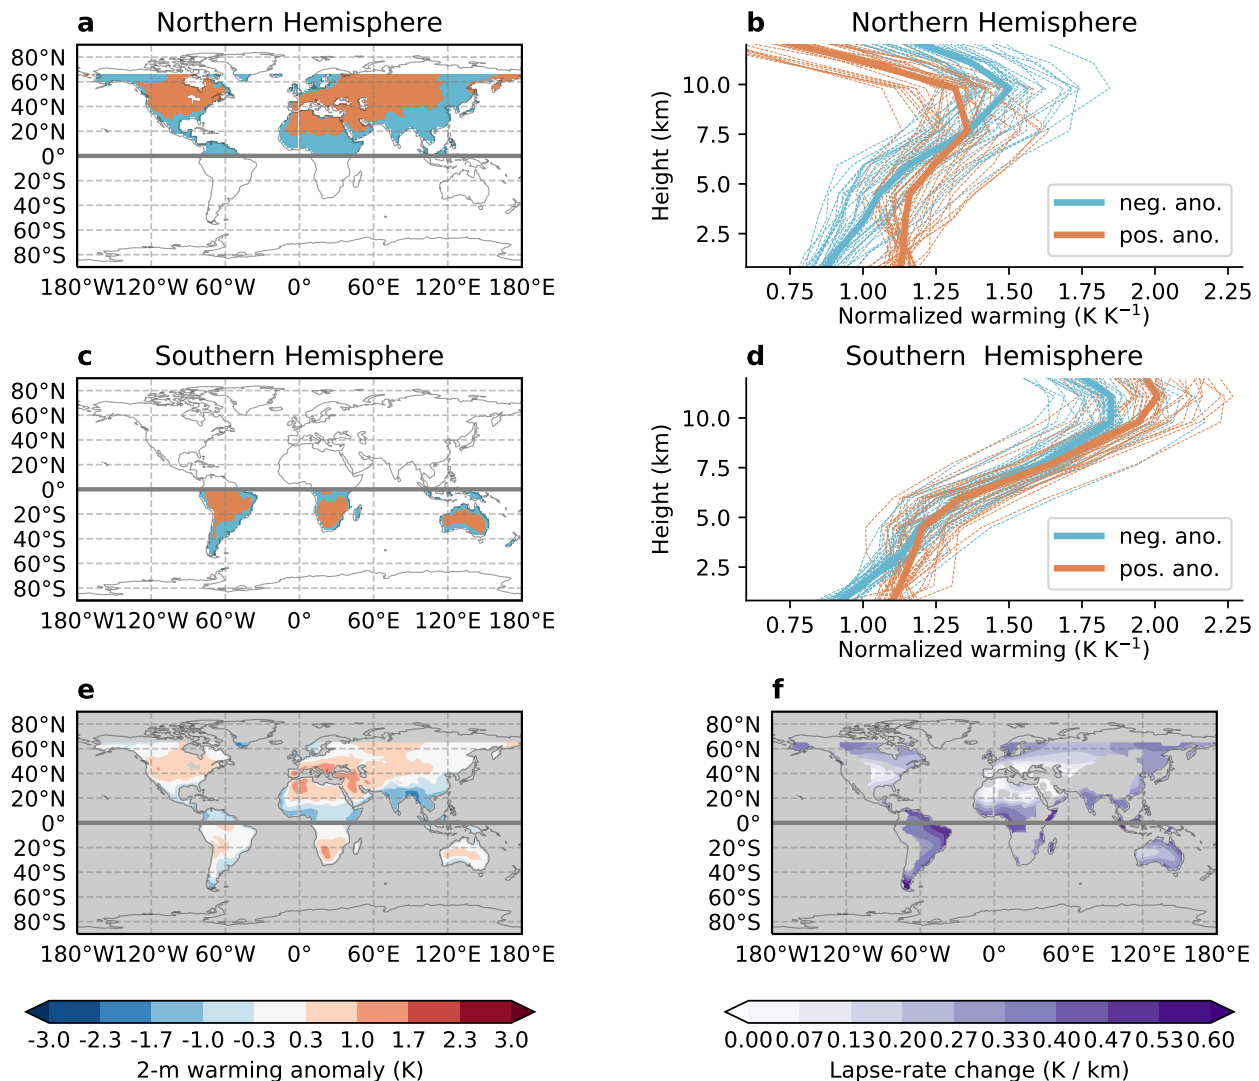 a Northern Hemisphere
80°N
60°N
40°N
20°N
0°
20°S
40°S
60°S
80°S
180°W 120°W 60°W 0° 60°E 120°E 180°E
b Northern Hemisphere
Height (km)
10.0
7.5
5.0
2.5
neg. ano.
pos. ano.
0.75 1.00 1.25 1.50 1.75 2.00 2.25
Normalized warming (K K⁻¹)
c Southern Hemisphere
80°N
60°N
40°N
20°N
0°
20°S
40°S
60°S
80°S
180°W 120°W 60°W 0° 60°E 120°E 180°E
d Southern Hemisphere
Height (km)
10.0
7.5
5.0
2.5
neg. ano.
pos. ano.
0.75 1.00 1.25 1.50 1.75 2.00 2.25
Normalized warming (K K⁻¹)
e
80°N
60°N
40°N
20°N
0°
20°S
40°S
60°S
80°S
180°W 120°W 60°W 0° 60°E 120°E 180°E
-3.0 -2.3 -1.7 -1.0 -0.3 0.3 1.0 1.7 2.3 3.0
2-m warming anomaly (K)
f
80°N
60°N
40°N
20°N
0°
20°S
40°S
60°S
80°S
180°W 120°W 60°W 0° 60°E 120°E 180°E
0.00 0.07 0.13 0.20 0.27 0.33 0.40 0.47 0.53 0.60
Lapse-rate change (K / km)